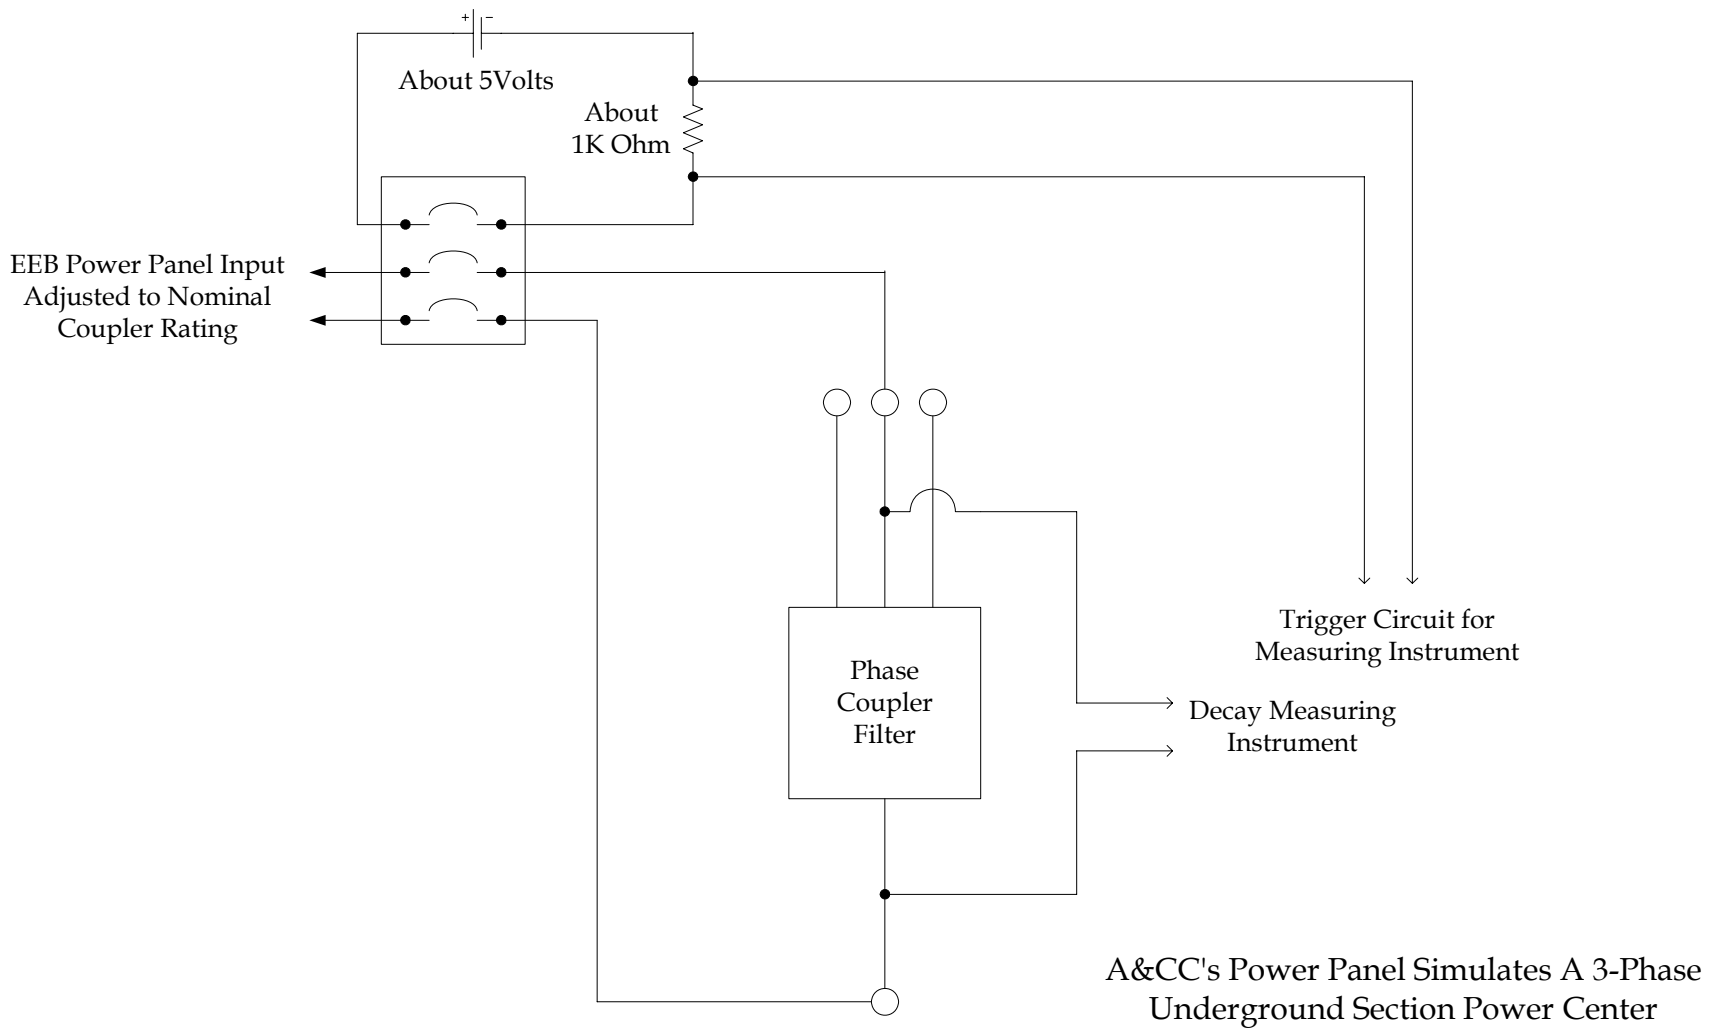 + −
About 5Volts
About
1K Ohm
EEB Power Panel Input
Adjusted to Nominal
Coupler Rating
Phase
Coupler
Filter
Trigger Circuit for
Measuring Instrument
Decay Measuring
Instrument
A&CC's Power Panel Simulates A 3-Phase
Underground Section Power Center